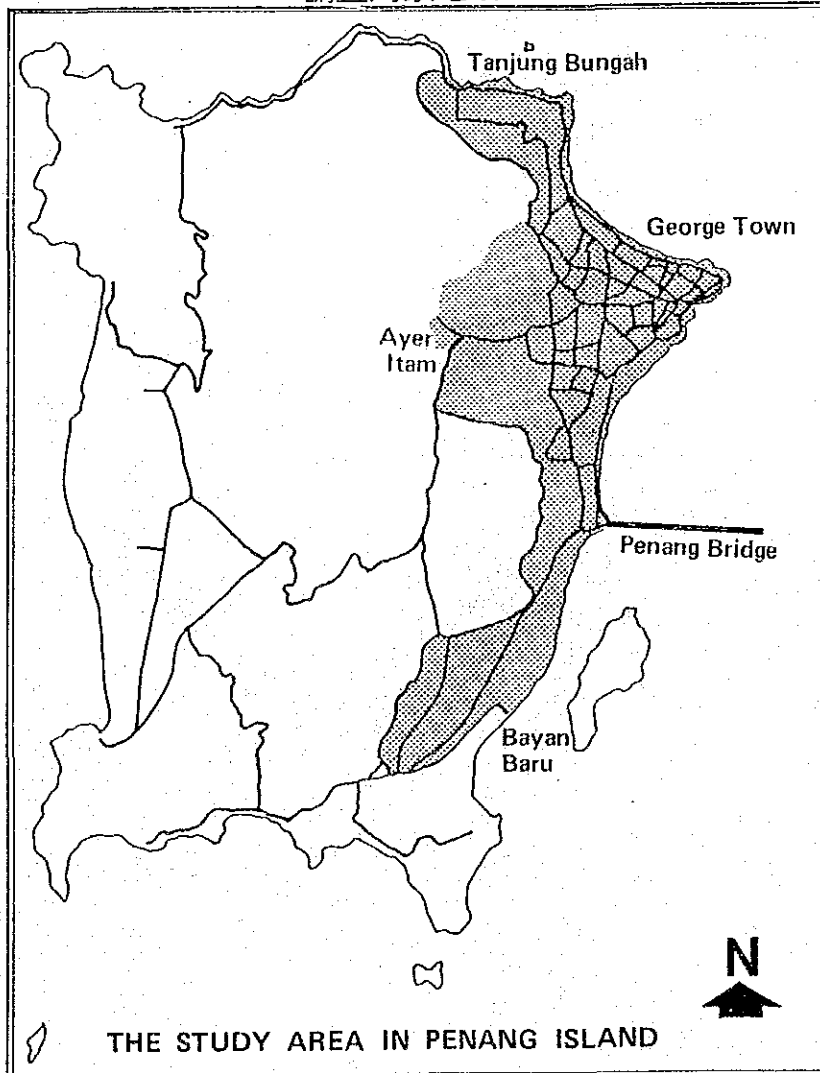 Tanjung Bungah
George Town
Ayer
Itam
Penang Bridge
Bayan
Baru
N
THE STUDY AREA IN PENANG ISLAND